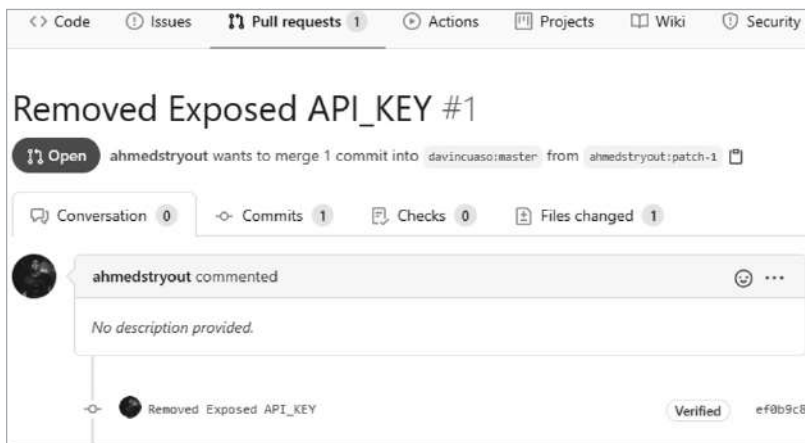 <> Code Issues Pull requests 1 Actions Projects Wiki Security
Removed Exposed API_KEY #1
Open ahmedstryout wants to merge 1 commit into davincuaso:master from ahmedstryout:patch-1
Conversation 0 Commits 1 Checks 0 Files changed 1
ahmedstryout commented
No description provided.
Removed Exposed API_KEY Verified ef0b9c8